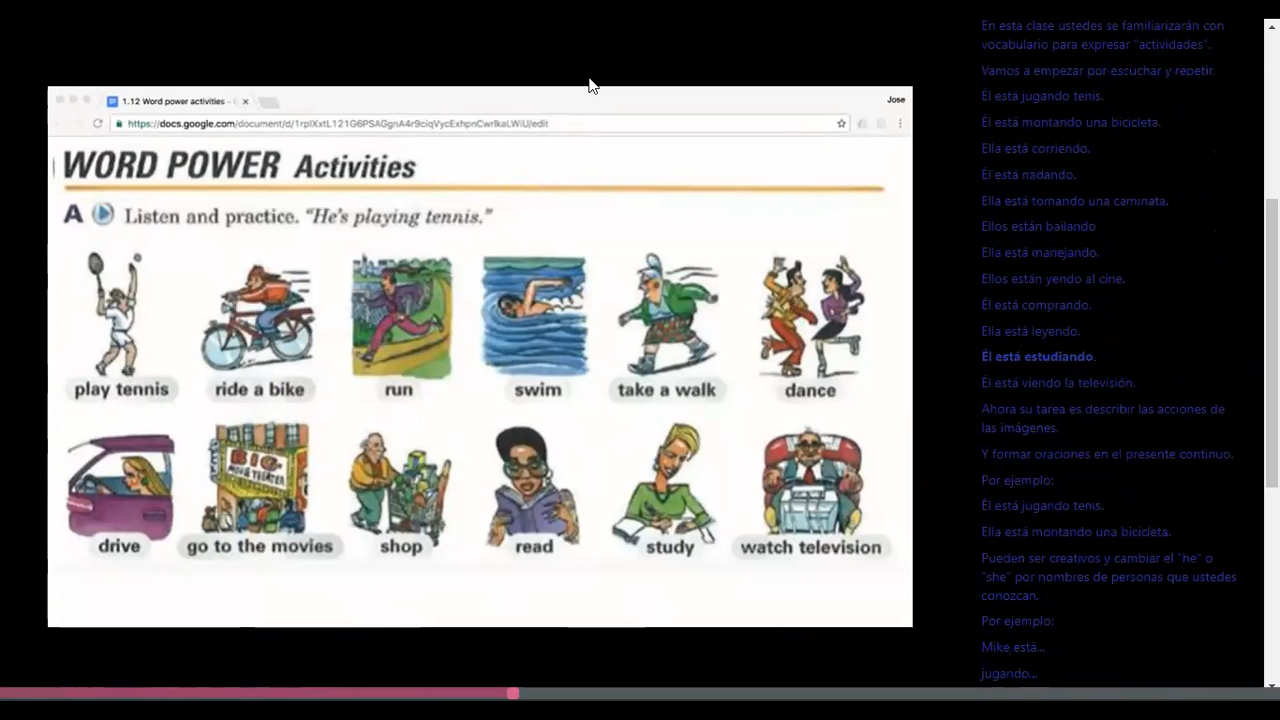 1.12 Word power activities -
Jose
WORD POWER Activities
A Listen and practice. "He's playing tennis."
play tennis
ride a bike
run
swim
take a walk
dance
BIG
MOVIE THEATER
drive
go to the movies
shop
read
study
watch television
En esta clase ustedes se familiarizarán con
vocabulario para expresar "actividades".
Vamos a empezar por escuchar y repetir.
Él está jugando tenis.
Él está montando una bicicleta.
Ella está corriendo.
Él está nadando.
Ella está tomando una caminata.
Ellos están bailando
Ella está manejando.
Ellos están yendo al cine.
Él está comprando.
Ella está leyendo.
Él está estudiando.
Él está viendo la televisión.
Ahora su tarea es describir las acciones de
las imágenes.
Y formar oraciones en el presente continuo.
Por ejemplo:
Él está jugando tenis.
Ella está montando una bicicleta.
Pueden ser creativos y cambiar el "he" o
"she" por nombres de personas que ustedes
conozcan.
Por ejemplo:
Mike está...
jugando...